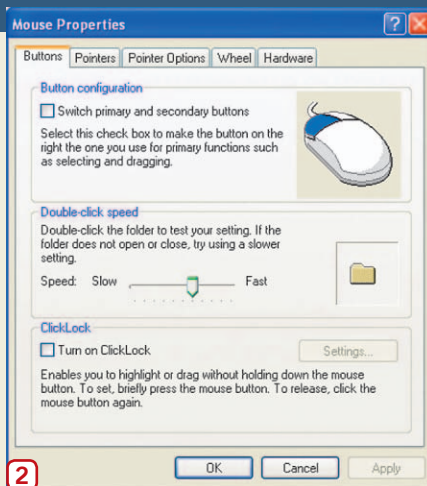 Mouse Properties
Buttons Pointers Pointer Options Wheel Hardware
Button configuration
Switch primary and secondary buttons
Select this check box to make the button on the
right the one you use for primary functions such
as selecting and dragging.
Double-click speed
Double-click the folder to test your setting. If the
folder does not open or close, try using a slower
setting.
Speed: Slow Fast
ClickLock
Turn on ClickLock Settings...
Enables you to highlight or drag without holding down the mouse
button. To set, briefly press the mouse button. To release, click the
mouse button again.
2 OK Cancel Apply